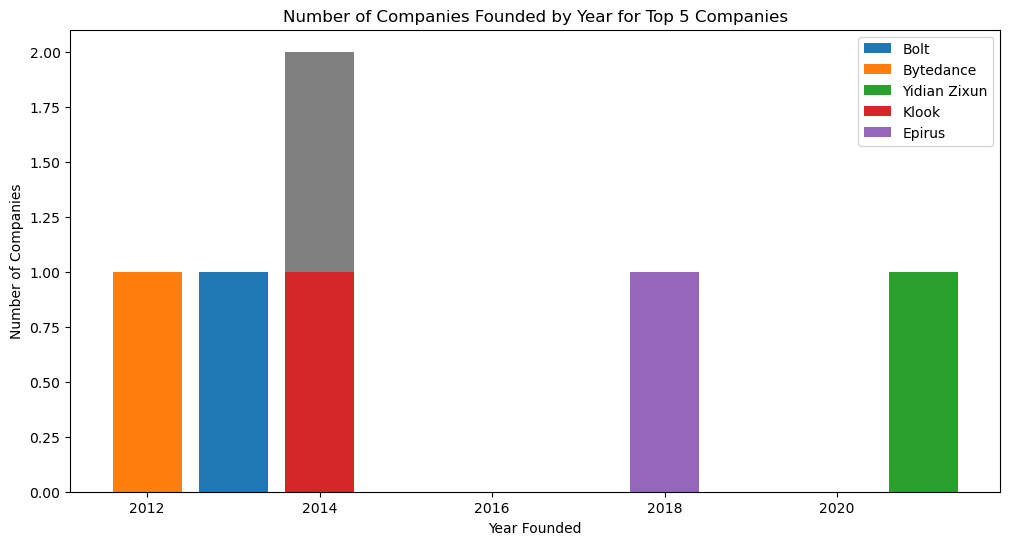 Number of Companies Founded by Year for Top 5 Companies
Number of Companies
2.00
1.75
1.50
1.25
1.00
0.75
0.50
0.25
0.00
Bolt
Bytedance
Yidian Zixun
Klook
Epirus
2012
2014
2016
2018
2020
Year Founded